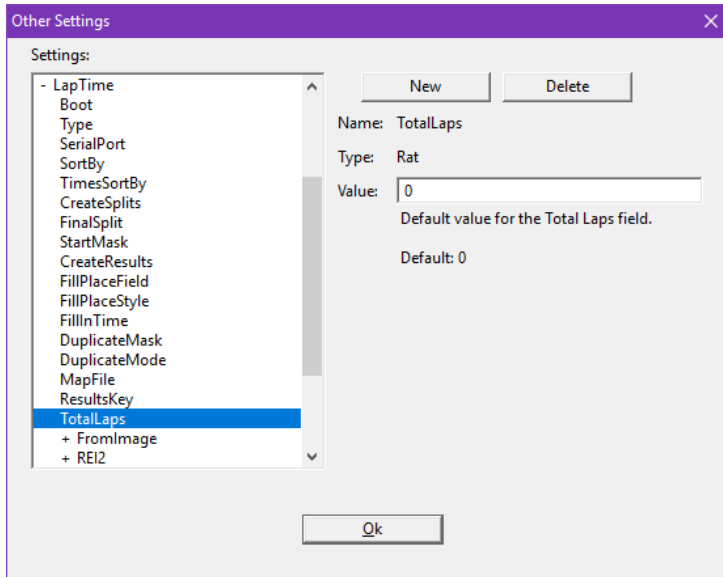 Other Settings
Settings:
- LapTime
Boot
Type
SerialPort
SortBy
TimesSortBy
CreateSplits
FinalSplit
StartMask
CreateResults
FillPlaceField
FillPlaceStyle
FillInTime
DuplicateMask
DuplicateMode
MapFile
ResultsKey
TotalLaps
+ FromImage
+ REI2
New Delete
Name: TotalLaps
Type: Rat
Value: 0
Default value for the Total Laps field.
Default: 0
Ok